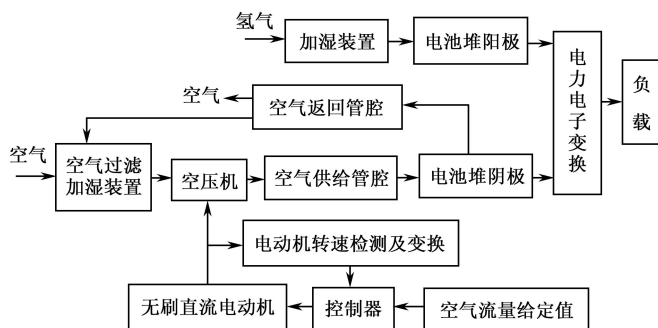 氢气
加湿装置
电池堆阳极
电力电子变换
负载
空气
空气返回管腔
空气
空气过滤
加湿装置
空压机
空气供给管腔
电池堆阴极
电动机转速检测及变换
无刷直流电动机
控制器
空气流量给定值